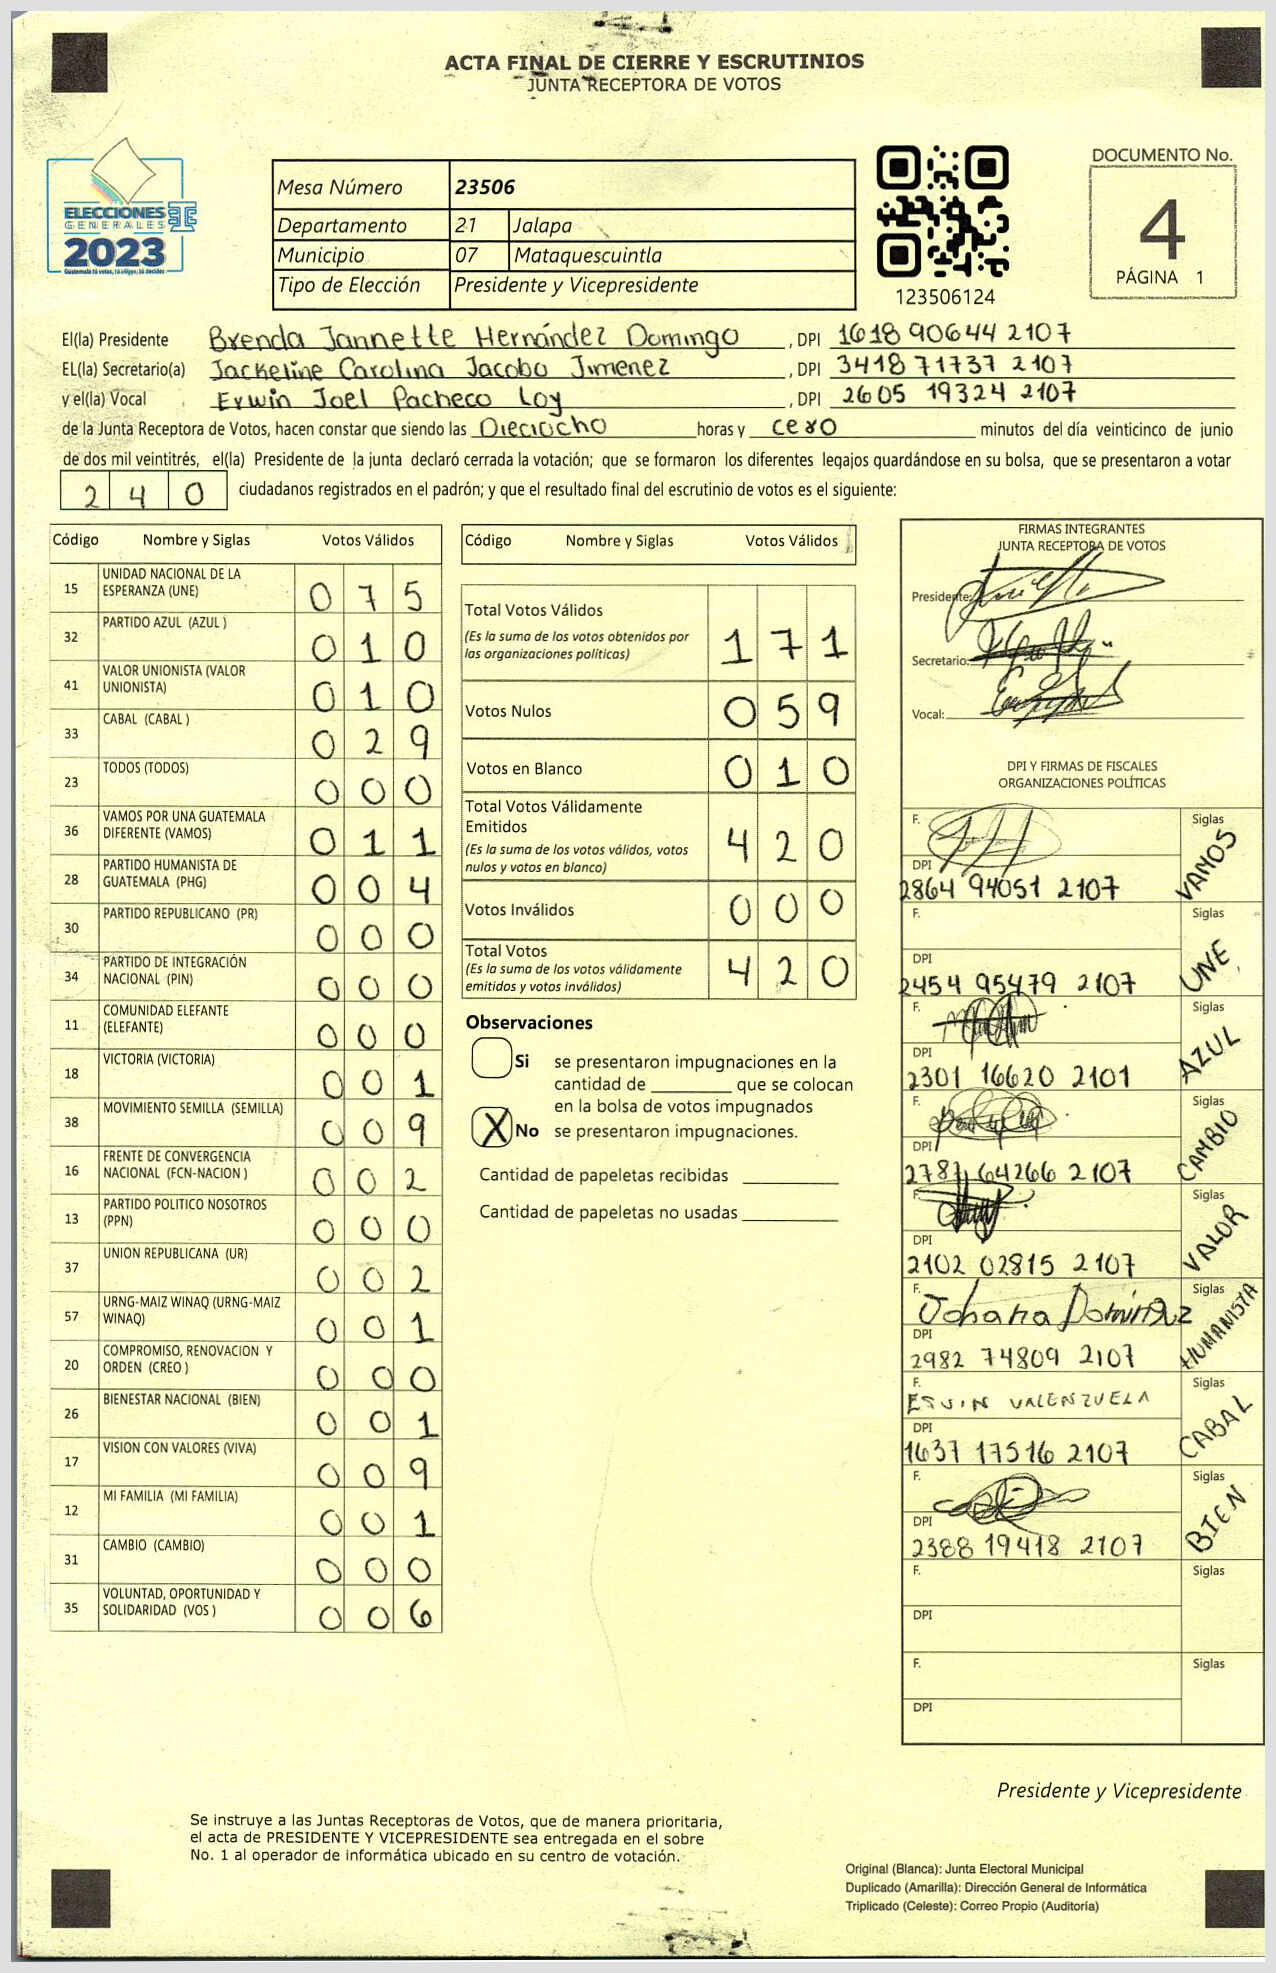 ACTA FINAL DE CIERRE Y ESCRUTINIOS
JUNTA RECEPTORA DE VOTOS
ELECCIONES
GENERALES
2023
Guatemala tú votas, tú eliges, tú decides
Mesa Número 23506
Departamento 21 Jalapa
Municipio 07 Mataquescuintla
Tipo de Elección Presidente y Vicepresidente
123506124
DOCUMENTO No.
4
PÁGINA 1
El(la) Presidente Brenda Jannette Hernández Domingo , DPI 1618 90644 2107
EL(la) Secretario(a) Jackeline Carolina Jacobo Jimenez , DPI 3418 71737 2107
y el(la) Vocal Erwin Joel Pacheco Loy , DPI 2605 19324 2107
de la Junta Receptora de Votos, hacen constar que siendo las Dieciocho horas y cero minutos del día veinticinco de junio
de dos mil veintitrés, el(la) Presidente de la junta declaró cerrada la votación; que se formaron los diferentes legajos guardándose en su bolsa, que se presentaron a votar
2 4 0 ciudadanos registrados en el padrón; y que el resultado final del escrutinio de votos es el siguiente:
Código Nombre y Siglas Votos Válidos
15 UNIDAD NACIONAL DE LA
ESPERANZA (UNE) 0 7 5
32 PARTIDO AZUL (AZUL ) 0 1 0
41 VALOR UNIONISTA (VALOR
UNIONISTA) 0 1 0
33 CABAL (CABAL ) 0 2 9
23 TODOS (TODOS) 0 0 0
36 VAMOS POR UNA GUATEMALA
DIFERENTE (VAMOS) 0 1 1
28 PARTIDO HUMANISTA DE
GUATEMALA (PHG) 0 0 4
30 PARTIDO REPUBLICANO (PR) 0 0 0
34 PARTIDO DE INTEGRACIÓN
NACIONAL (PIN) 0 0 0
11 COMUNIDAD ELEFANTE
(ELEFANTE) 0 0 0
18 VICTORIA (VICTORIA) 0 0 1
38 MOVIMIENTO SEMILLA (SEMILLA) 0 0 9
16 FRENTE DE CONVERGENCIA
NACIONAL (FCN-NACION ) 0 0 2
13 PARTIDO POLITICO NOSOTROS
(PPN) 0 0 0
37 UNION REPUBLICANA (UR) 0 0 2
57 URNG-MAIZ WINAQ (URNG-MAIZ
WINAQ) 0 0 1
20 COMPROMISO, RENOVACION Y
ORDEN (CREO ) 0 0 0
26 BIENESTAR NACIONAL (BIEN) 0 0 1
17 VISION CON VALORES (VIVA) 0 0 9
12 MI FAMILIA (MI FAMILIA) 0 0 1
31 CAMBIO (CAMBIO) 0 0 0
35 VOLUNTAD, OPORTUNIDAD Y
SOLIDARIDAD (VOS ) 0 0 6
Código Nombre y Siglas Votos Válidos
Total Votos Válidos
(Es la suma de los votos obtenidos por
las organizaciones políticas) 1 7 1
Votos Nulos 0 5 9
Votos en Blanco 0 1 0
Total Votos Válidamente
Emitidos
(Es la suma de los votos válidos, votos
nulos y votos en blanco) 4 2 0
Votos Inválidos 0 0 0
Total Votos
(Es la suma de los votos válidamente
emitidos y votos inválidos) 4 2 0
Observaciones
Si se presentaron impugnaciones en la
cantidad de ________ que se colocan
en la bolsa de votos impugnados
X No se presentaron impugnaciones.
Cantidad de papeletas recibidas
Cantidad de papeletas no usadas
FIRMAS INTEGRANTES
JUNTA RECEPTORA DE VOTOS
Presidente:
Secretario:
Vocal:
DPI Y FIRMAS DE FISCALES
ORGANIZACIONES POLÍTICAS
F. Siglas
DPI VAMOS
2864 94051 2107
F. Siglas
DPI UNE
2454 95479 2107
F. Siglas
DPI AZUL
2301 16620 2101
F. Siglas
DPI CAMBIO
2787 64266 2107
F. Siglas
DPI VALOR
2102 02815 2107
F. Johana Siglas
DPI HUMANISTA
2982 74809 2107
F. Siglas
ESVIN VALENZUELA
DPI CABAL
1637 17516 2107
F. Siglas
DPI BIEN
2388 19418 2107
F. Siglas
DPI
F. Siglas
DPI
Presidente y Vicepresidente
Se instruye a las Juntas Receptoras de Votos, que de manera prioritaria,
el acta de PRESIDENTE Y VICEPRESIDENTE sea entregada en el sobre
No. 1 al operador de informática ubicado en su centro de votación.
Original (Blanca): Junta Electoral Municipal
Duplicado (Amarilla): Dirección General de Informática
Triplicado (Celeste): Correo Propio (Auditoría)